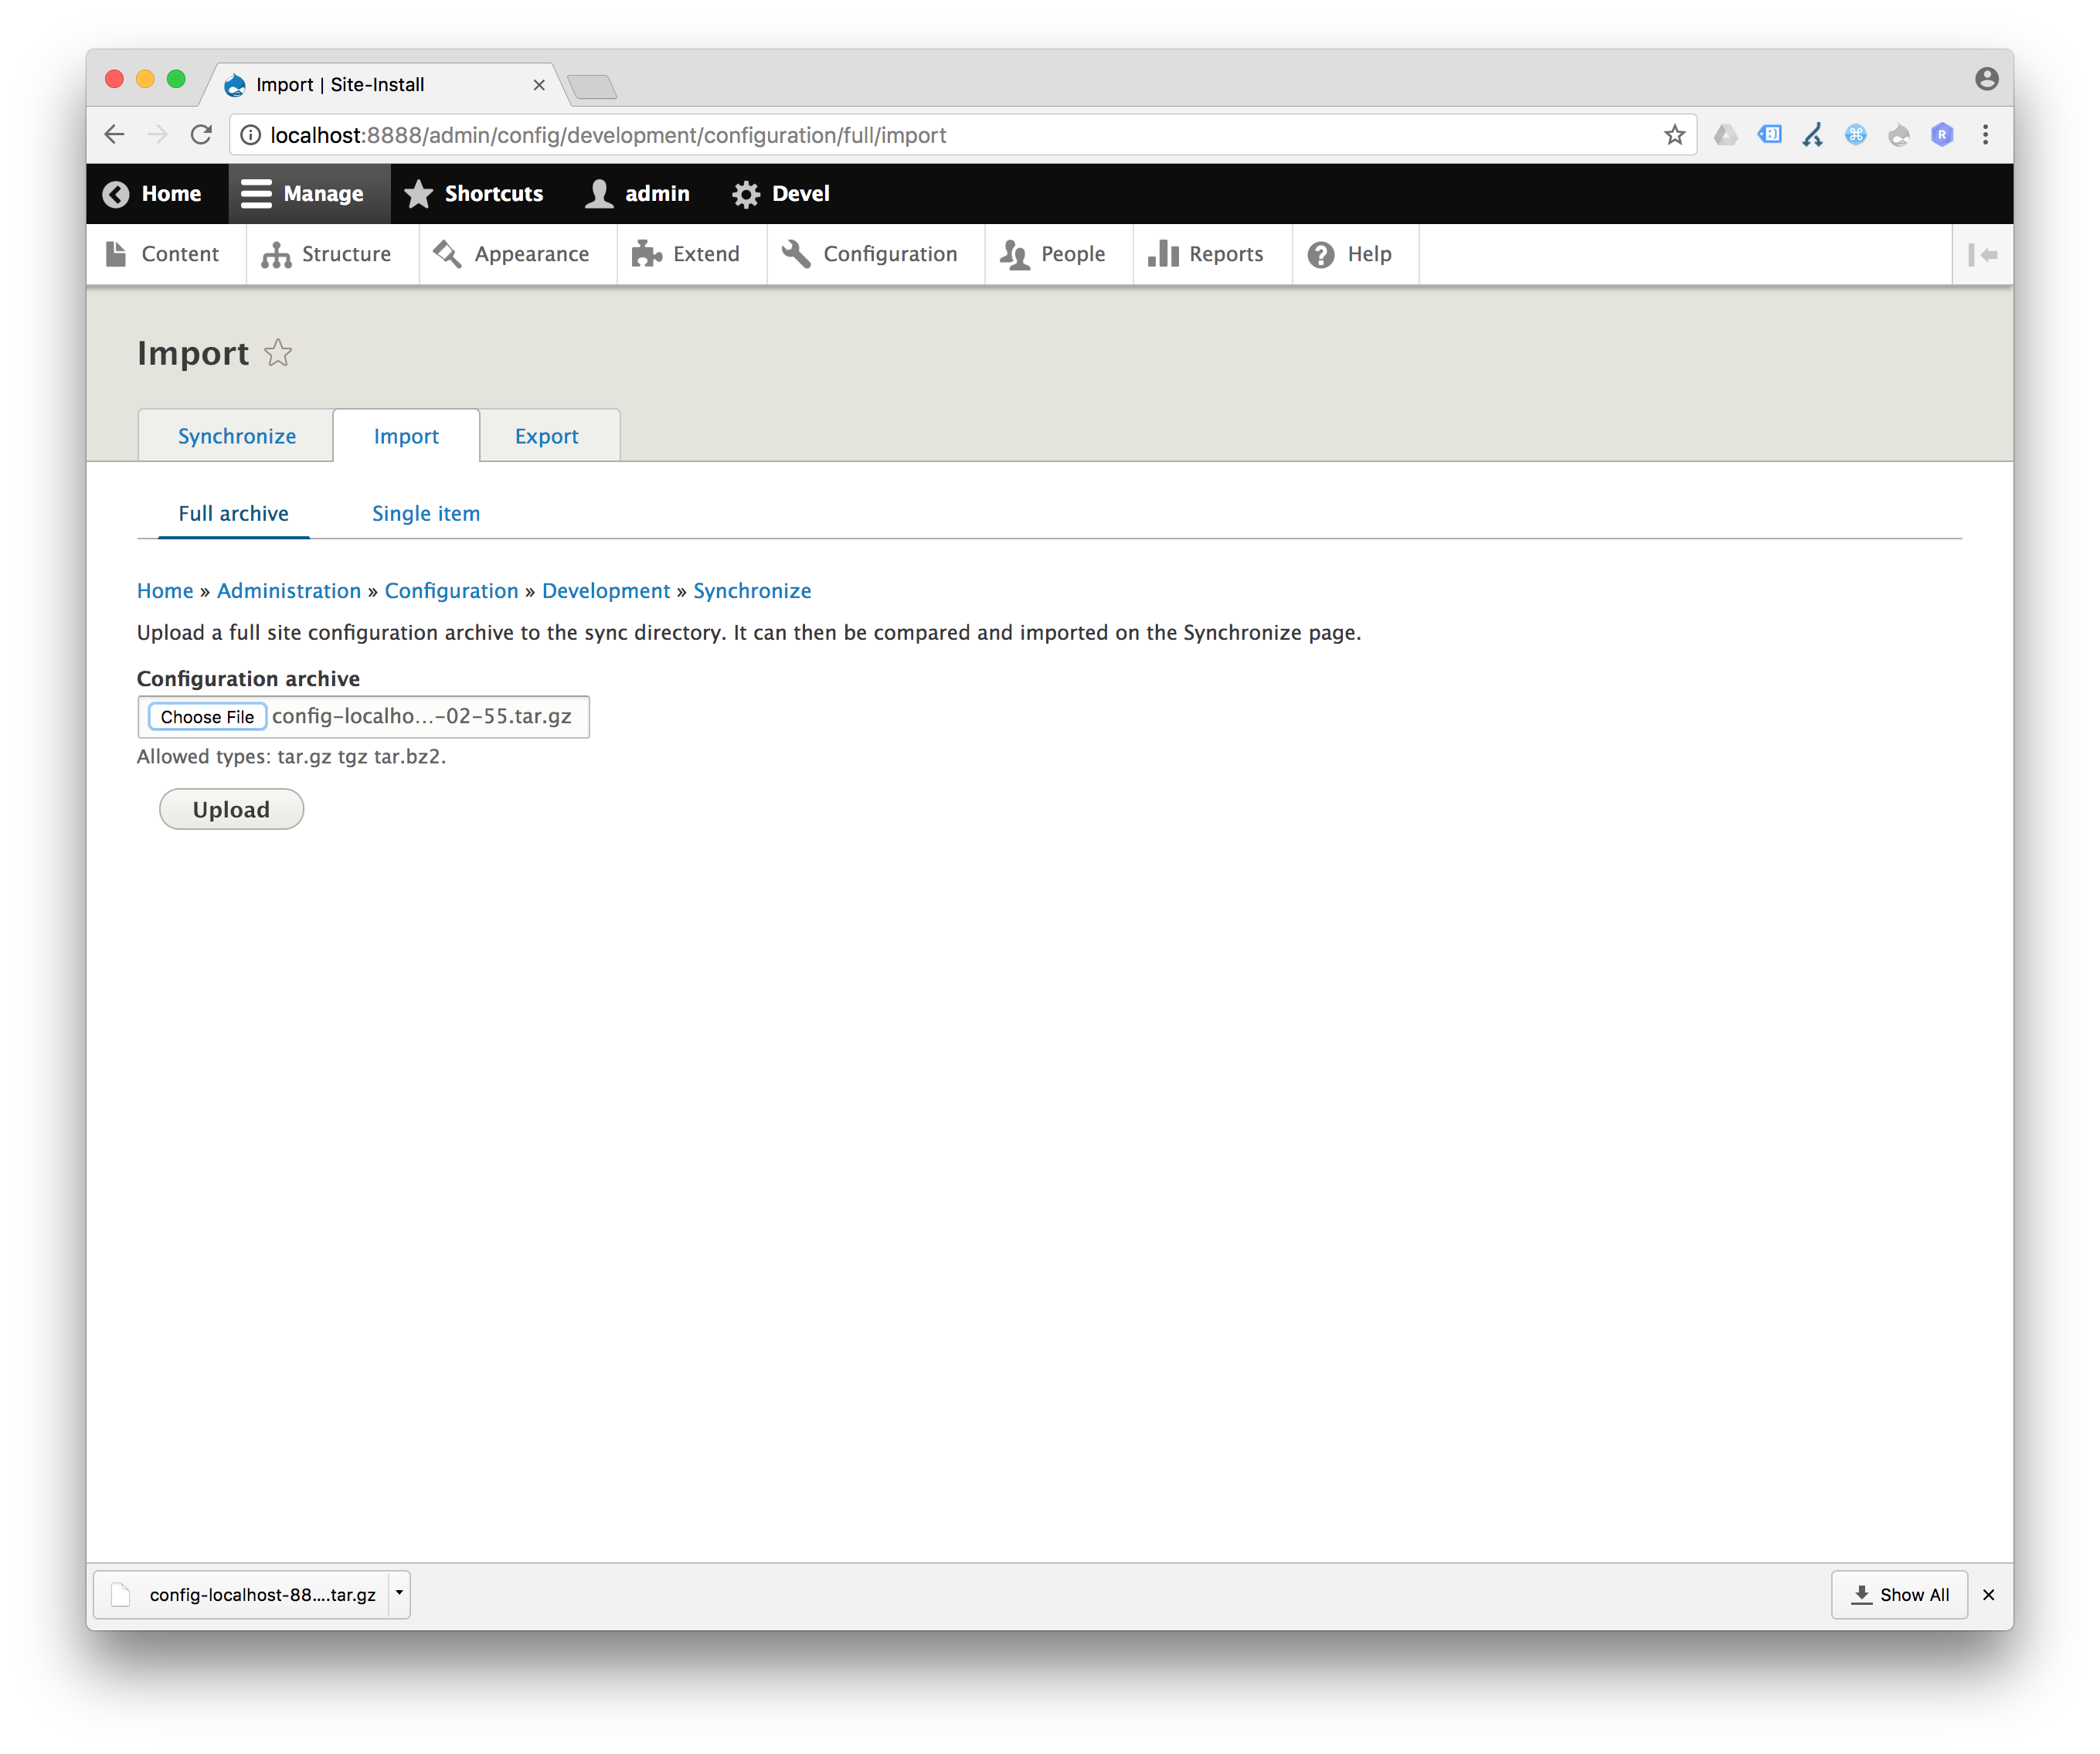 Import | Site-Install
localhost:8888/admin/config/development/configuration/full/import
R
Home Manage Shortcuts admin Devel
Content Structure Appearance Extend Configuration People Reports Help
Import
Synchronize Import Export
Full archive Single item
Home » Administration » Configuration » Development » Synchronize
Upload a full site configuration archive to the sync directory. It can then be compared and imported on the Synchronize page.
Configuration archive
Choose File config-localho...-02-55.tar.gz
Allowed types: tar.gz tgz tar.bz2.
Upload
config-localhost-88....tar.gz Show All